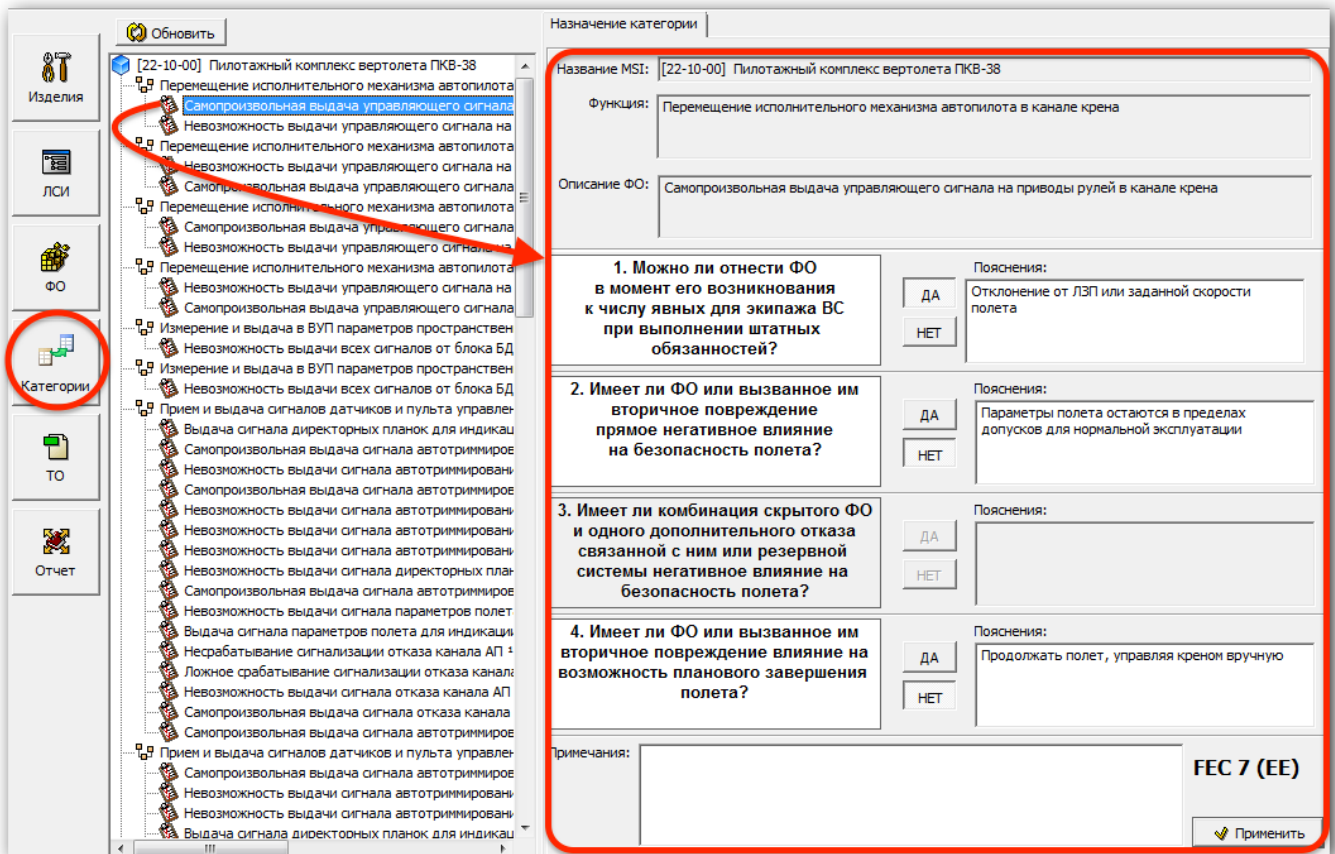 Изделия
ЛСИ
ФО
Категории
ТО
Отчет
Обновить
[22-10-00] Пилотажный комплекс вертолета ПКВ-38
Перемещение исполнительного механизма автопилота
Самопроизвольная выдача управляющего сигнала
Невозможность выдачи управляющего сигнала на
Перемещение исполнительного механизма автопилота
Невозможность выдачи управляющего сигнала на
Самопроизвольная выдача управляющего сигнала
Перемещение исполнительного механизма автопилота
Самопроизвольная выдача управляющего сигнала
Невозможность выдачи управляющего сигнала на
Перемещение исполнительного механизма автопилота
Невозможность выдачи управляющего сигнала на
Самопроизвольная выдача управляющего сигнала
Измерение и выдача в ВУП параметров пространствен
Невозможность выдачи всех сигналов от блока БД
Измерение и выдача в ВУП параметров пространствен
Невозможность выдачи всех сигналов от блока БД
Прием и выдача сигналов датчиков и пульта управлен
Выдача сигнала директорных планок для индикац
Самопроизвольная выдача сигнала автотриммиров
Невозможность выдачи сигнала автотриммировани
Самопроизвольная выдача сигнала автотриммиров
Невозможность выдачи сигнала автотриммировани
Невозможность выдачи сигнала автотриммировани
Невозможность выдачи сигнала автотриммировани
Невозможность выдачи сигнала директорных план
Самопроизвольная выдача сигнала автотриммиров
Невозможность выдачи сигнала параметров полет
Выдача сигнала параметров полета для индикации
Несрабатывание сигнализации отказа канала АП
Ложное срабатывание сигнализации отказа канала
Невозможность выдачи сигнала отказа канала АП
Самопроизвольная выдача сигнала отказа канала
Самопроизвольная выдача сигнала автотриммиров
Прием и выдача сигналов датчиков и пульта управлен
Самопроизвольная выдача сигнала автотриммиров
Невозможность выдачи сигнала автотриммировани
Невозможность выдачи сигнала автотриммировани
Выдача сигнала директорных планок для индикац
Назначение категории
Название MSI: [22-10-00] Пилотажный комплекс вертолета ПКВ-38
Функция: Перемещение исполнительного механизма автопилота в канале крена
Описание ФО: Самопроизвольная выдача управляющего сигнала на приводы рулей в канале крена
1. Можно ли отнести ФО
в момент его возникновения
к числу явных для экипажа ВС
при выполнении штатных
обязанностей?
ДА
НЕТ
Пояснения:
Отклонение от ЛЗП или заданной скорости
полета
2. Имеет ли ФО или вызванное им
вторичное повреждение
прямое негативное влияние
на безопасность полета?
ДА
НЕТ
Пояснения:
Параметры полета остаются в пределах
допусков для нормальной эксплуатации
3. Имеет ли комбинация скрытого ФО
и одного дополнительного отказа
связанной с ним или резервной
системы негативное влияние на
безопасность полета?
ДА
НЕТ
Пояснения:
4. Имеет ли ФО или вызванное им
вторичное повреждение влияние на
возможность планового завершения
полета?
ДА
НЕТ
Пояснения:
Продолжать полет, управляя креном вручную
Примечания:
FEC 7 (EE)
Применить